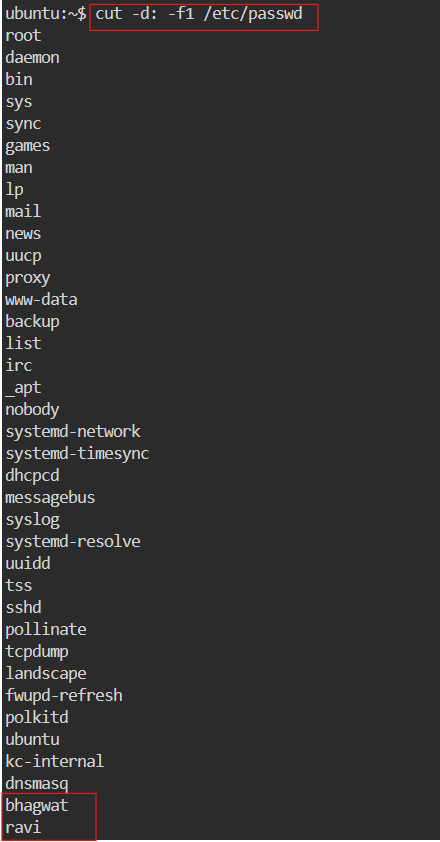 ubuntu:~$ cut -d: -f1 /etc/passwd
root
daemon
bin
sys
sync
games
man
lp
mail
news
uucp
proxy
www-data
backup
list
irc
_apt
nobody
systemd-network
systemd-timesync
dhcpcd
messagebus
syslog
systemd-resolve
uuidd
tss
sshd
pollinate
tcpdump
landscape
fwupd-refresh
polkitd
ubuntu
kc-internal
dnsmasq
bhagwat
ravi